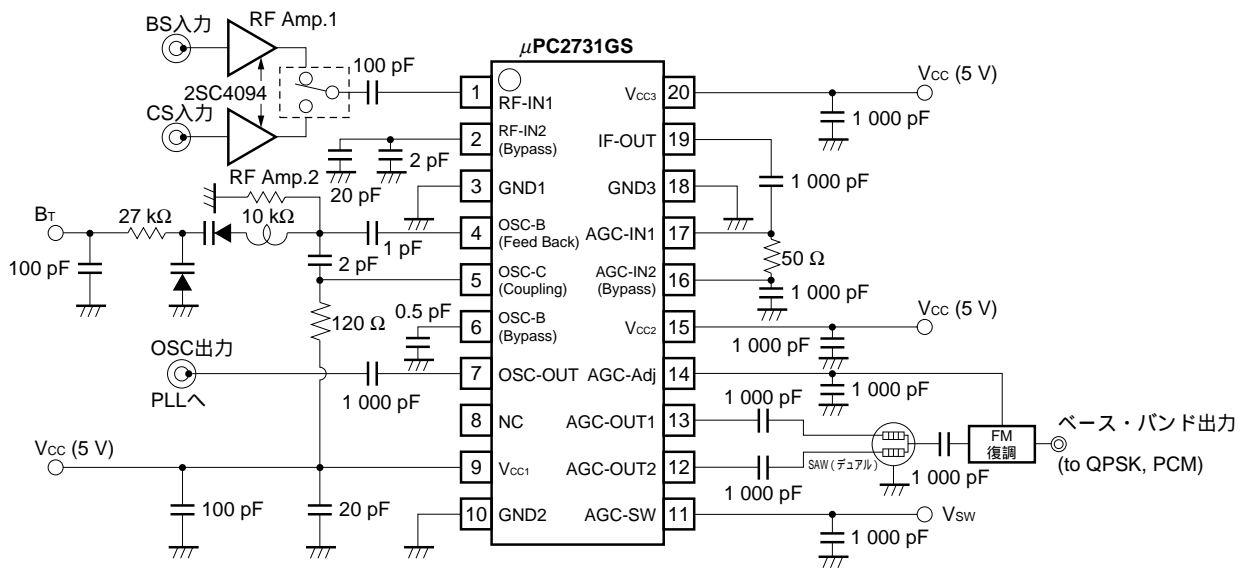 BS入力
RF Amp.1
2SC4094
CS入力
RF Amp.2
100 pF
μPC2731GS
1
RF-IN1
2
RF-IN2
(Bypass)
3
GND1
4
OSC-B
(Feed Back)
5
OSC-C
(Coupling)
6
OSC-B
(Bypass)
7
OSC-OUT
8
NC
9
VCC1
10
GND2
20
VCC3
19
IF-OUT
18
GND3
17
AGC-IN1
16
AGC-IN2
(Bypass)
15
VCC2
14
AGC-Adj
13
AGC-OUT1
12
AGC-OUT2
11
AGC-SW
20 pF
2 pF
BT
27 kΩ
10 kΩ
100 pF
1 pF
2 pF
120 Ω
0.5 pF
OSC出力
PLLへ
1 000 pF
VCC (5 V)
100 pF
20 pF
VCC (5 V)
1 000 pF
1 000 pF
50 Ω
1 000 pF
VCC (5 V)
1 000 pF
1 000 pF
1 000 pF
1 000 pF
SAW(デュアル)
1 000 pF
FM
復調
ベース・バンド出力
(to QPSK, PCM)
VSW
1 000 pF